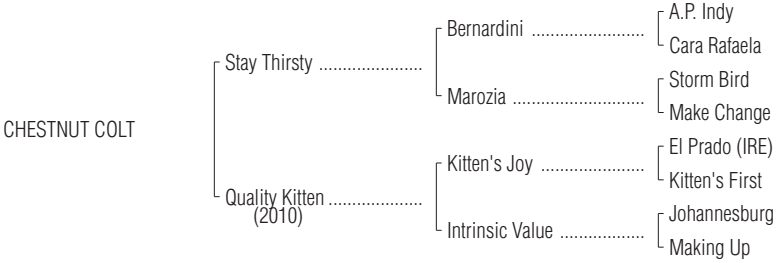 A.P. Indy
Bernardini ........................
Cara Rafaela
Stay Thirsty ......................
Storm Bird
Marozia ............................
Make Change
CHESTNUT COLT
El Prado (IRE)
Kitten's Joy ......................
Kitten's First
Quality Kitten ....................
(2010)
Johannesburg
Intrinsic Value ..................
Making Up